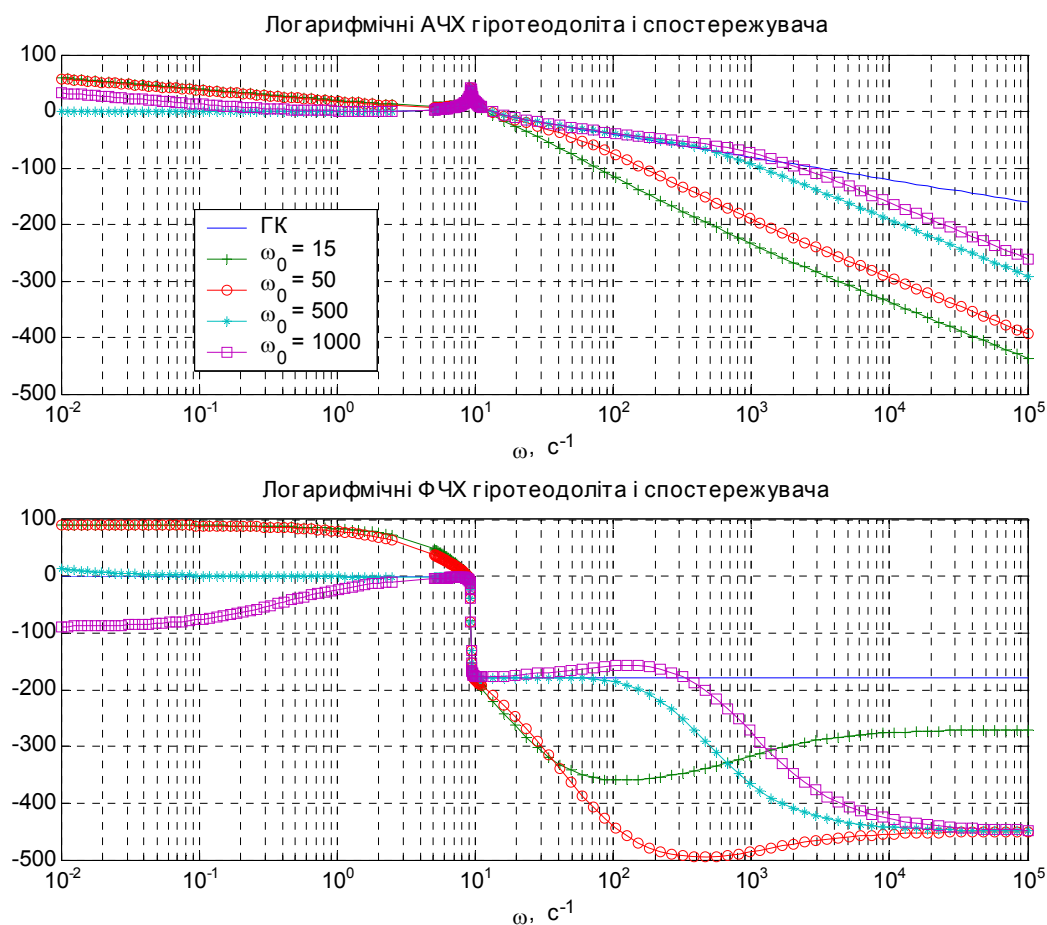 Логарифмічні АЧХ гіротеодоліта і спостережувача
100
0
-100
-200
-300
-400
-500
ГК
ω0 = 15
ω0 = 50
ω0 = 500
ω0 = 1000
10-2 10-1 100 101 102 103 104 105
ω, с-1
Логарифмічні ФЧХ гіротеодоліта і спостережувача
100
0
-100
-200
-300
-400
-500
10-2 10-1 100 101 102 103 104 105
ω, с-1